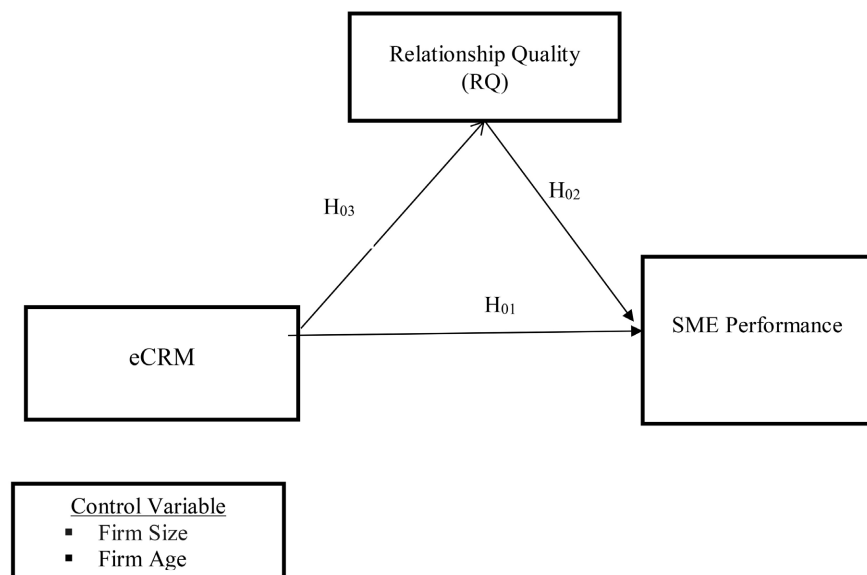 Relationship Quality
(RQ)
H₀₃
H₀₂
H₀₁
SME Performance
eCRM
Control Variable
▪ Firm Size
▪ Firm Age